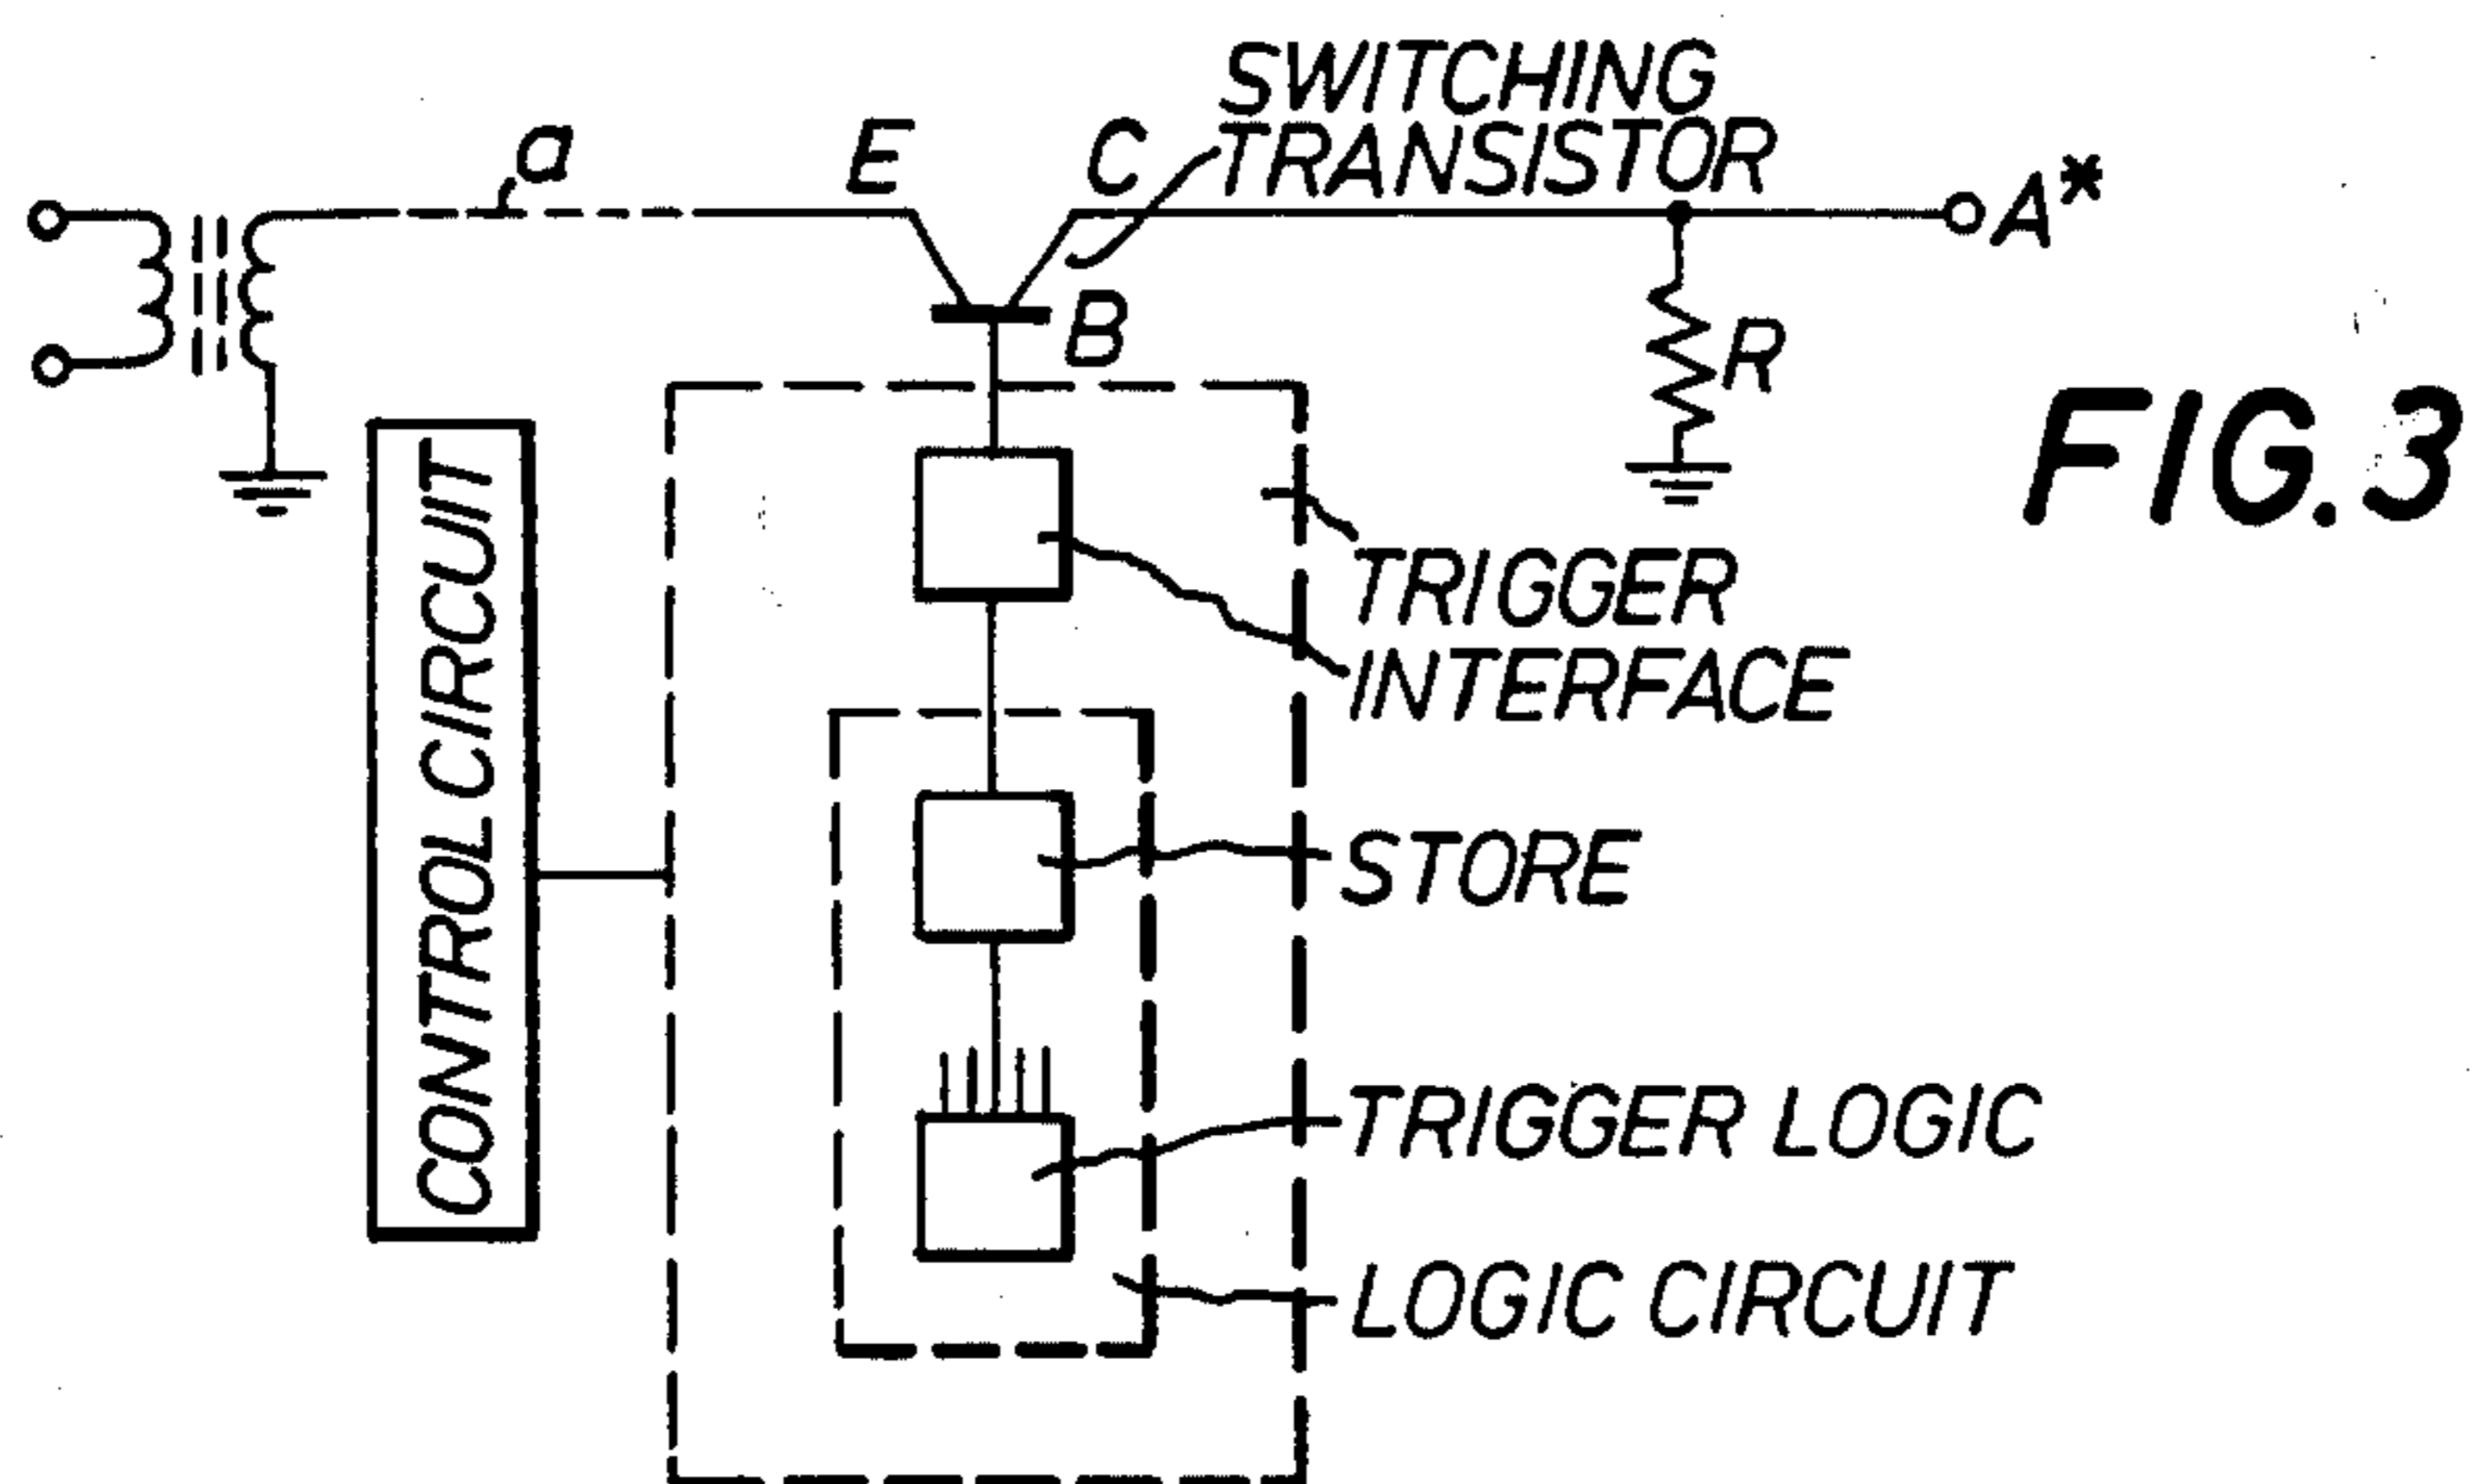 SWITCHING
TRANSISTOR
a
E
C
A*
B
R
FIG.3
CONTROL CIRCUIT
TRIGGER
INTERFACE
STORE
TRIGGER LOGIC
LOGIC CIRCUIT